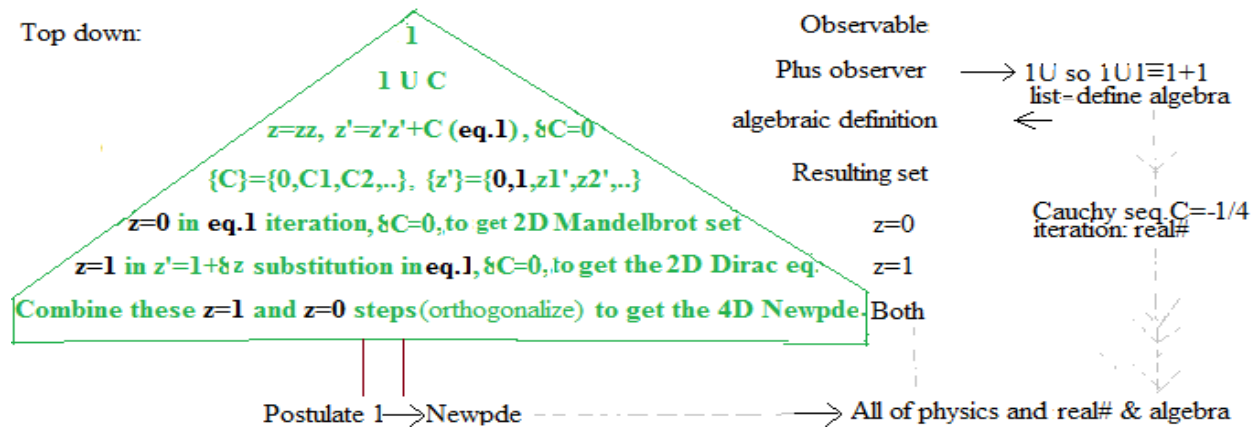 Top down:
1
Observable
1 U C
Plus observer
1U so 1U1≡1+1
list-define algebra
z=zz, z'=z'z'+C (eq.1), δC=0
algebraic definition
{C}={0,C1,C2,..}, {z'}={0,1,z1',z2',..}
Resulting set
z=0 in eq.1 iteration, δC=0, to get 2D Mandelbrot set
z=0
Cauchy seq. C=-1/4
iteration: real#
z=1 in z'=1+δz substitution in eq.1, δC=0, to get the 2D Dirac eq.
z=1
Combine these z=1 and z=0 steps (orthogonalize) to get the 4D Newpde.
Both
Postulate 1→Newpde
All of physics and real# & algebra